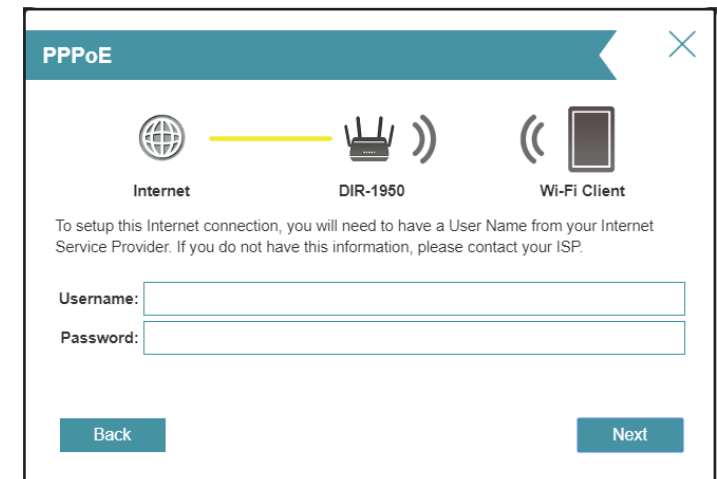 PPPoE
Internet
DIR-1950
Wi-Fi Client
To setup this Internet connection, you will need to have a User Name from your Internet
Service Provider. If you do not have this information, please contact your ISP.
Username:
Password:
Back
Next